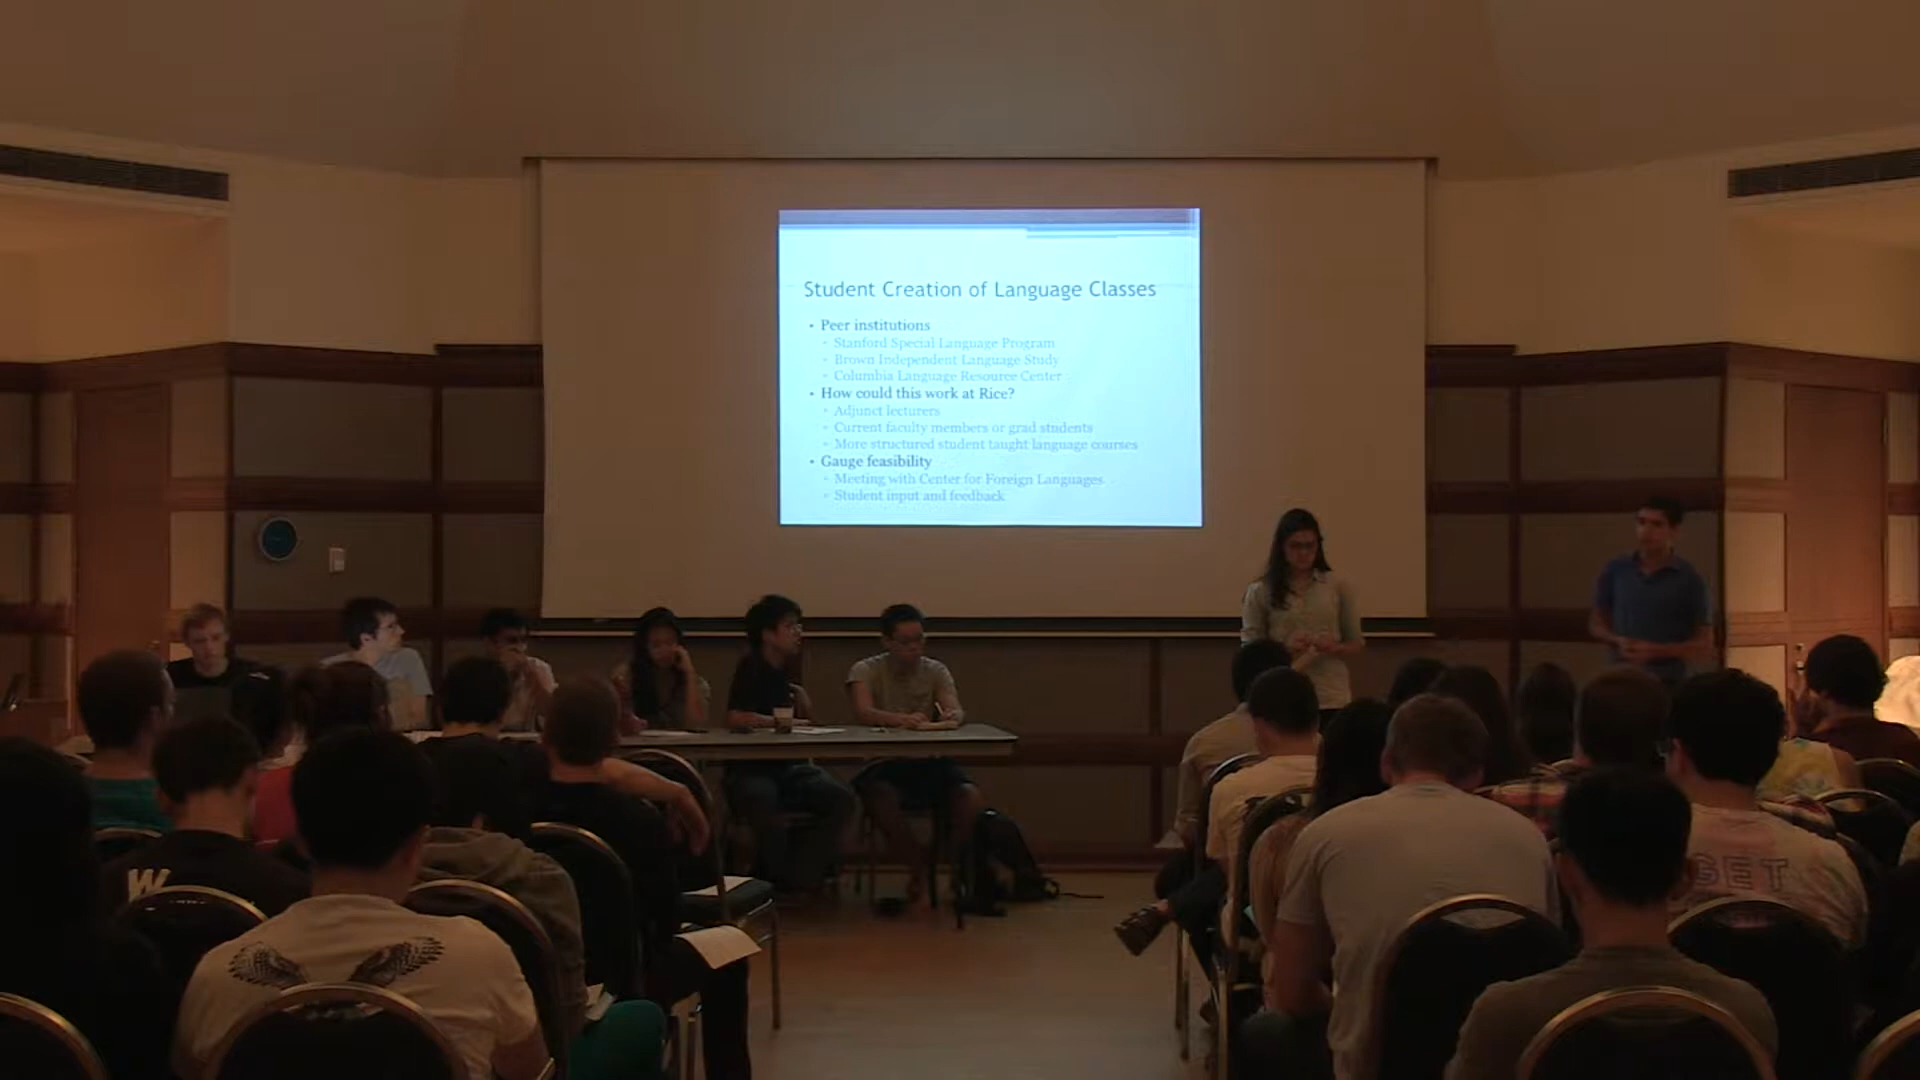 Student Creation of Language Classes
• Peer institutions
▫ Stanford Special Language Program
▫ Brown Independent Language Study
▫ Columbia Language Resource Center
• How could this work at Rice?
▫ Adjunct lecturers
▫ Current faculty members or grad students
▫ More structured student taught language courses
• Gauge feasibility
▫ Meeting with Center for Foreign Languages
▫ Student input and feedback
W
GET